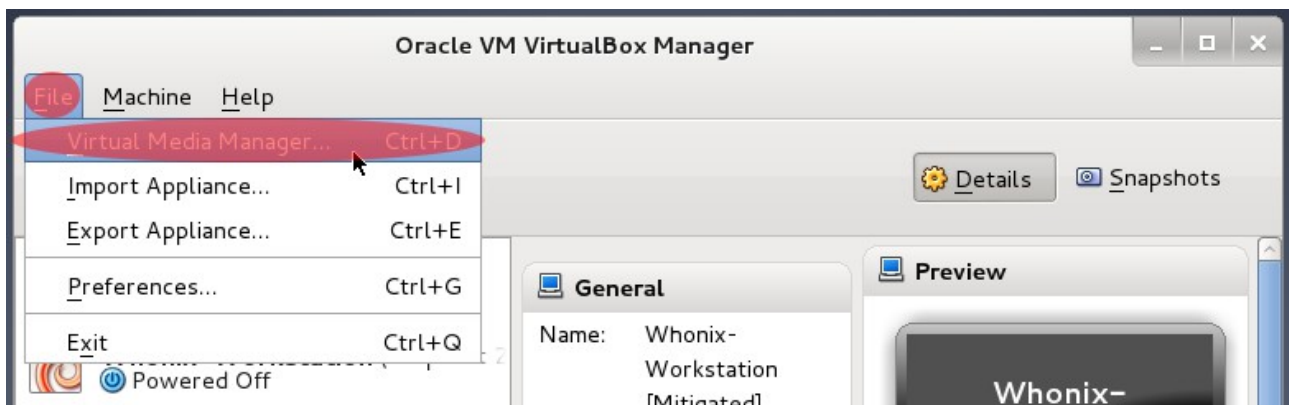 Oracle VM VirtualBox Manager
File Machine Help
Virtual Media Manager... Ctrl+D
Import Appliance... Ctrl+I
Export Appliance... Ctrl+E
Preferences... Ctrl+G
Exit Ctrl+Q
Details Snapshots
General
Name: Whonix-
Workstation
[Mitigated]
Preview
Whonix-
Powered Off